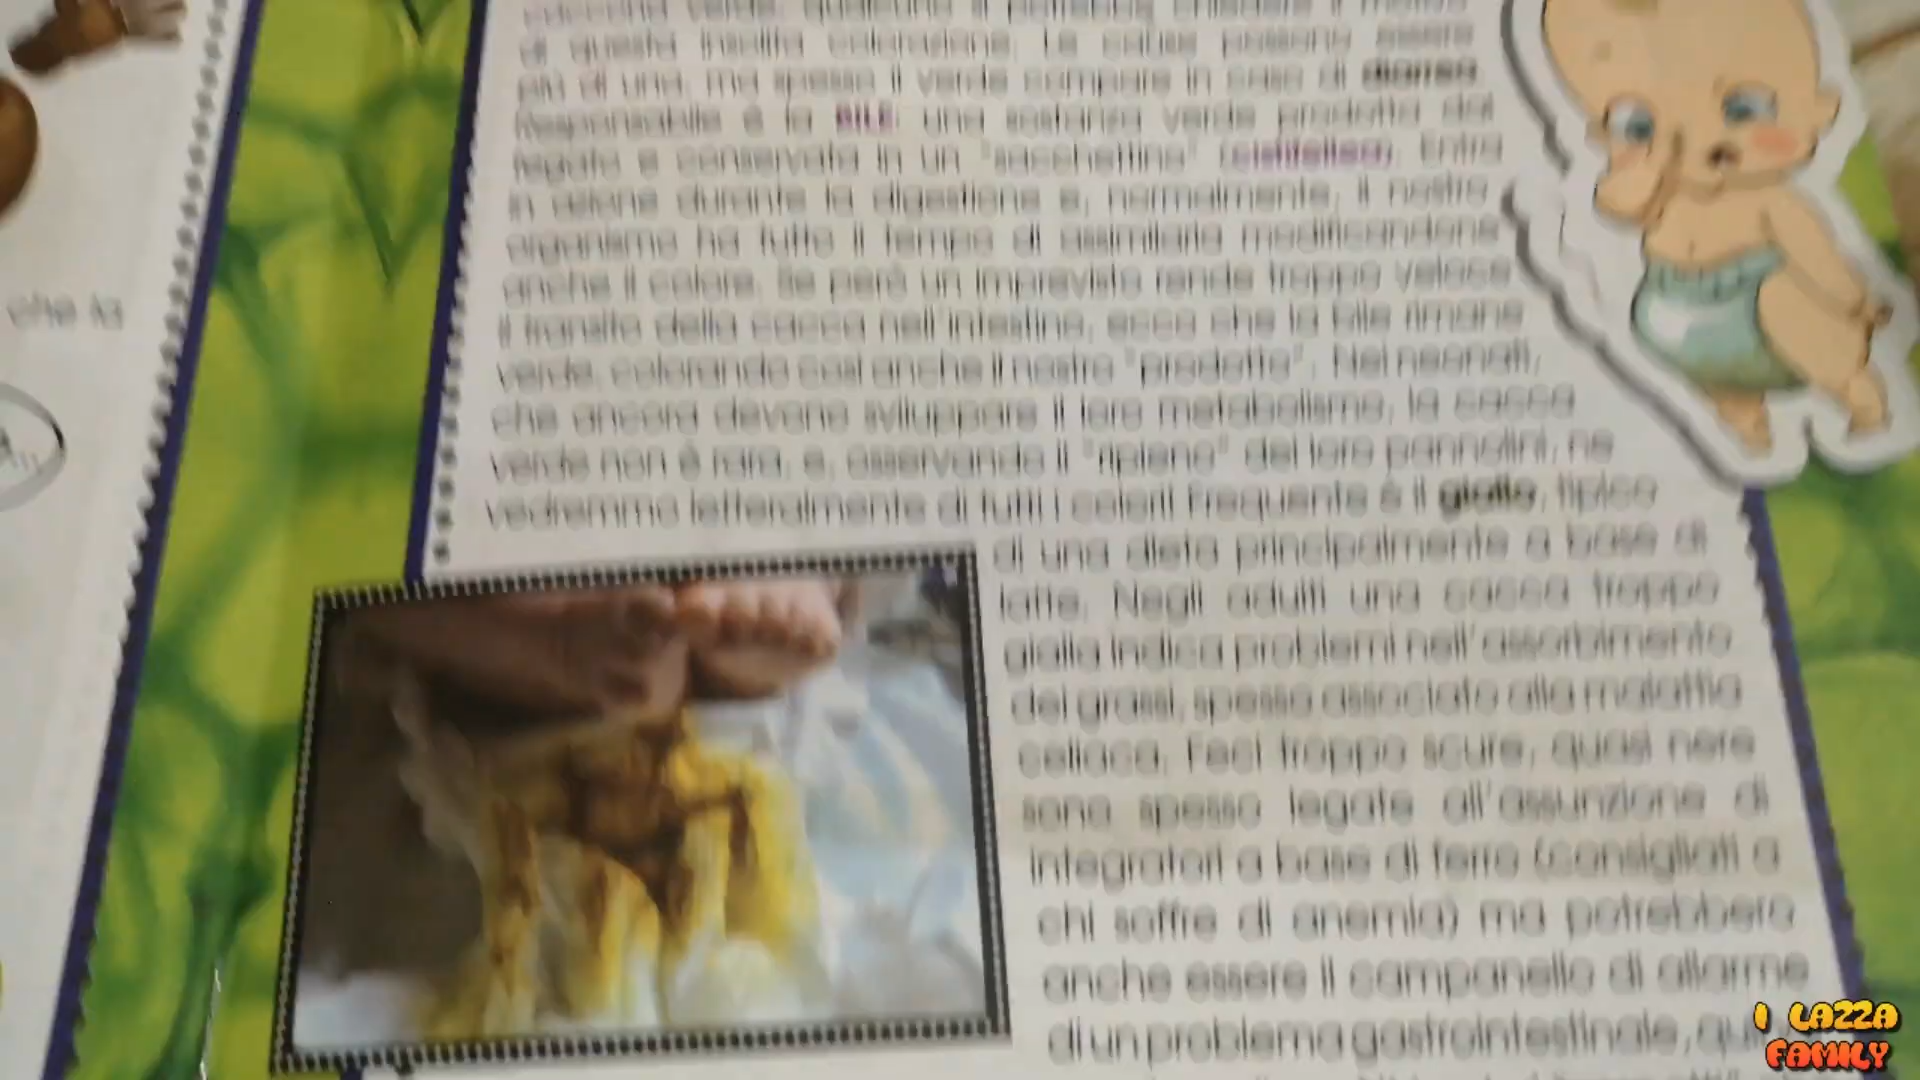 di questa insolita colorazione. Le cause possono essere
più di una, ma spesso il verde compare in caso di diarrea.
Responsabile è la BILE, una sostanza verde prodotta dal
fegato e conservata in un "sacchettino" (cistifellea). Entra
in azione durante la digestione e, normalmente, il nostro
organismo ha tutto il tempo di assimilarla modificandone
anche il colore. Se però un imprevisto rende troppo veloce
il transito della cacca nell'intestino, ecco che la bile rimane
verde, colorando così anche il nostro "prodotto". Nei neonati,
che ancora devono sviluppare il loro metabolismo, la cacca
verde non è rara, e, osservando il "ripieno" dei loro pannolini, ne
vedremmo letteralmente di tutti i colori! Frequente è il giallo, tipico
di una dieta principalmente a base di
latte. Negli adulti una cacca troppo
gialla indica problemi nell'assorbimento
dei grassi, spesso associato alla malattia
celiaca. Feci troppo scure, quasi nere
sono spesso legate all'assunzione di
integratori a base di ferro (consigliati a
chi soffre di anemia) ma potrebbero
anche essere il campanello di allarme
di un problema gastrointestinale,
che la
I LAZZA
FAMILY